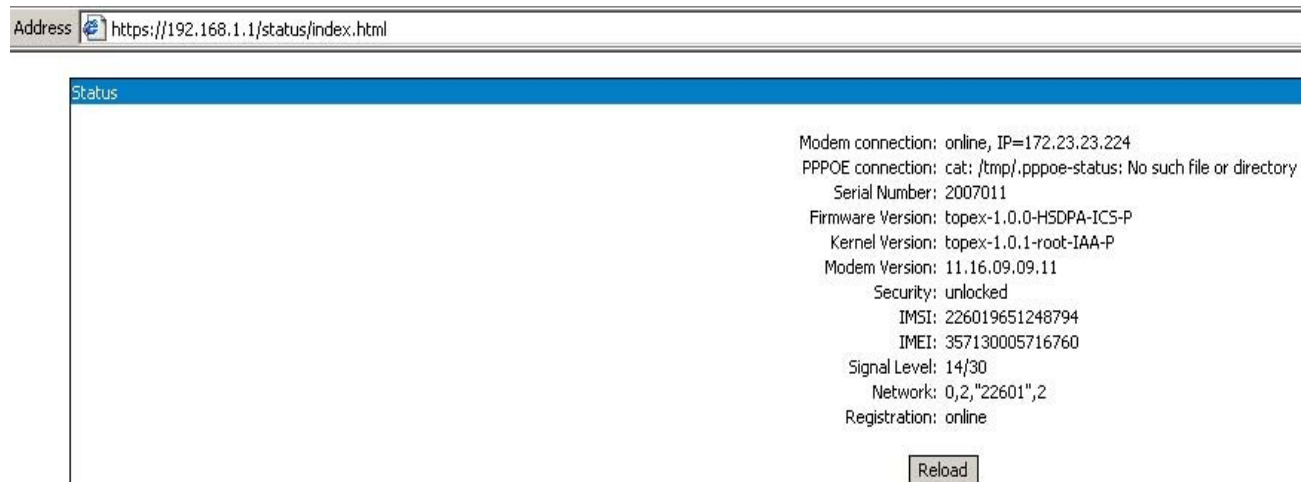 Address https://192.168.1.1/status/index.html
Status
Modem connection: online, IP=172.23.23.224
PPPOE connection: cat: /tmp/.pppoe-status: No such file or directory
Serial Number: 2007011
Firmware Version: topex-1.0.0-HSDPA-ICS-P
Kernel Version: topex-1.0.1-root-IAA-P
Modem Version: 11.16.09.09.11
Security: unlocked
IMSI: 226019651248794
IMEI: 357130005716760
Signal Level: 14/30
Network: 0,2,"22601",2
Registration: online
Reload